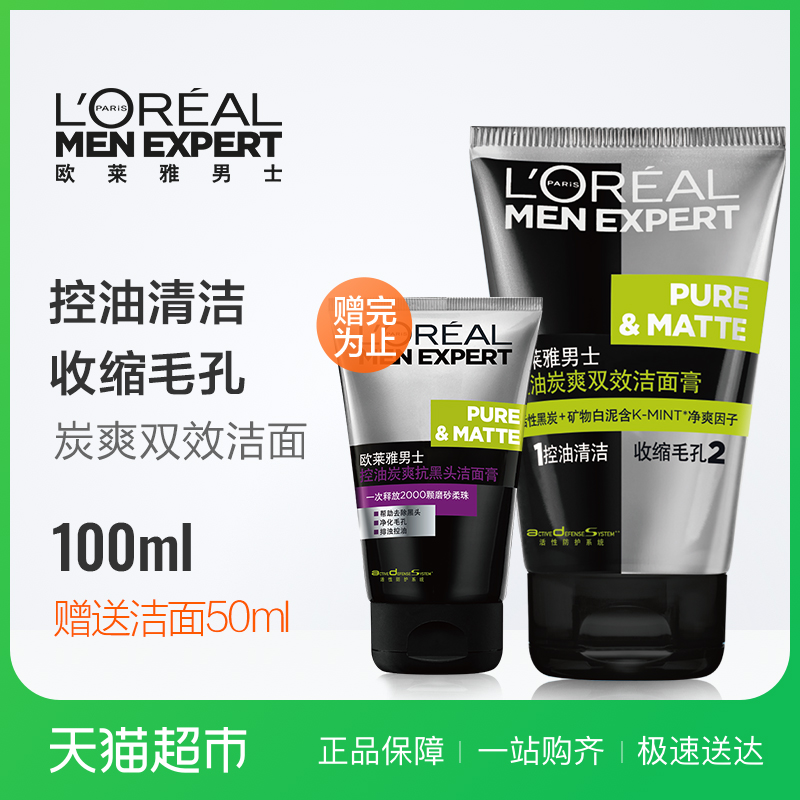 L'ORÉAL
PARIS
MEN EXPERT
欧莱雅男士
控油清洁
收缩毛孔
炭爽双效洁面
100ml
赠送洁面50ml
赠完
为止
L'ORÉAL
MEN EXPERT
PURE
& MATTE
欧莱雅男士
控油炭爽抗黑头洁面膏
一次释放2000颗磨砂柔珠
帮助去除黑头
净化毛孔
排浊控油
ACTIVE DEFENSE SYSTEM™
活性防护系统
L'ORÉAL
PARIS
MEN EXPERT
PURE
& MATTE
莱雅男士
油炭爽双效洁面膏
性黑炭+矿物白泥含K-MINT*净爽因子
1控油清洁 收缩毛孔2
ACTIVE DEFENSE SYSTEM™
活性防护系统
天猫超市 正品保障 一站购齐 极速送达